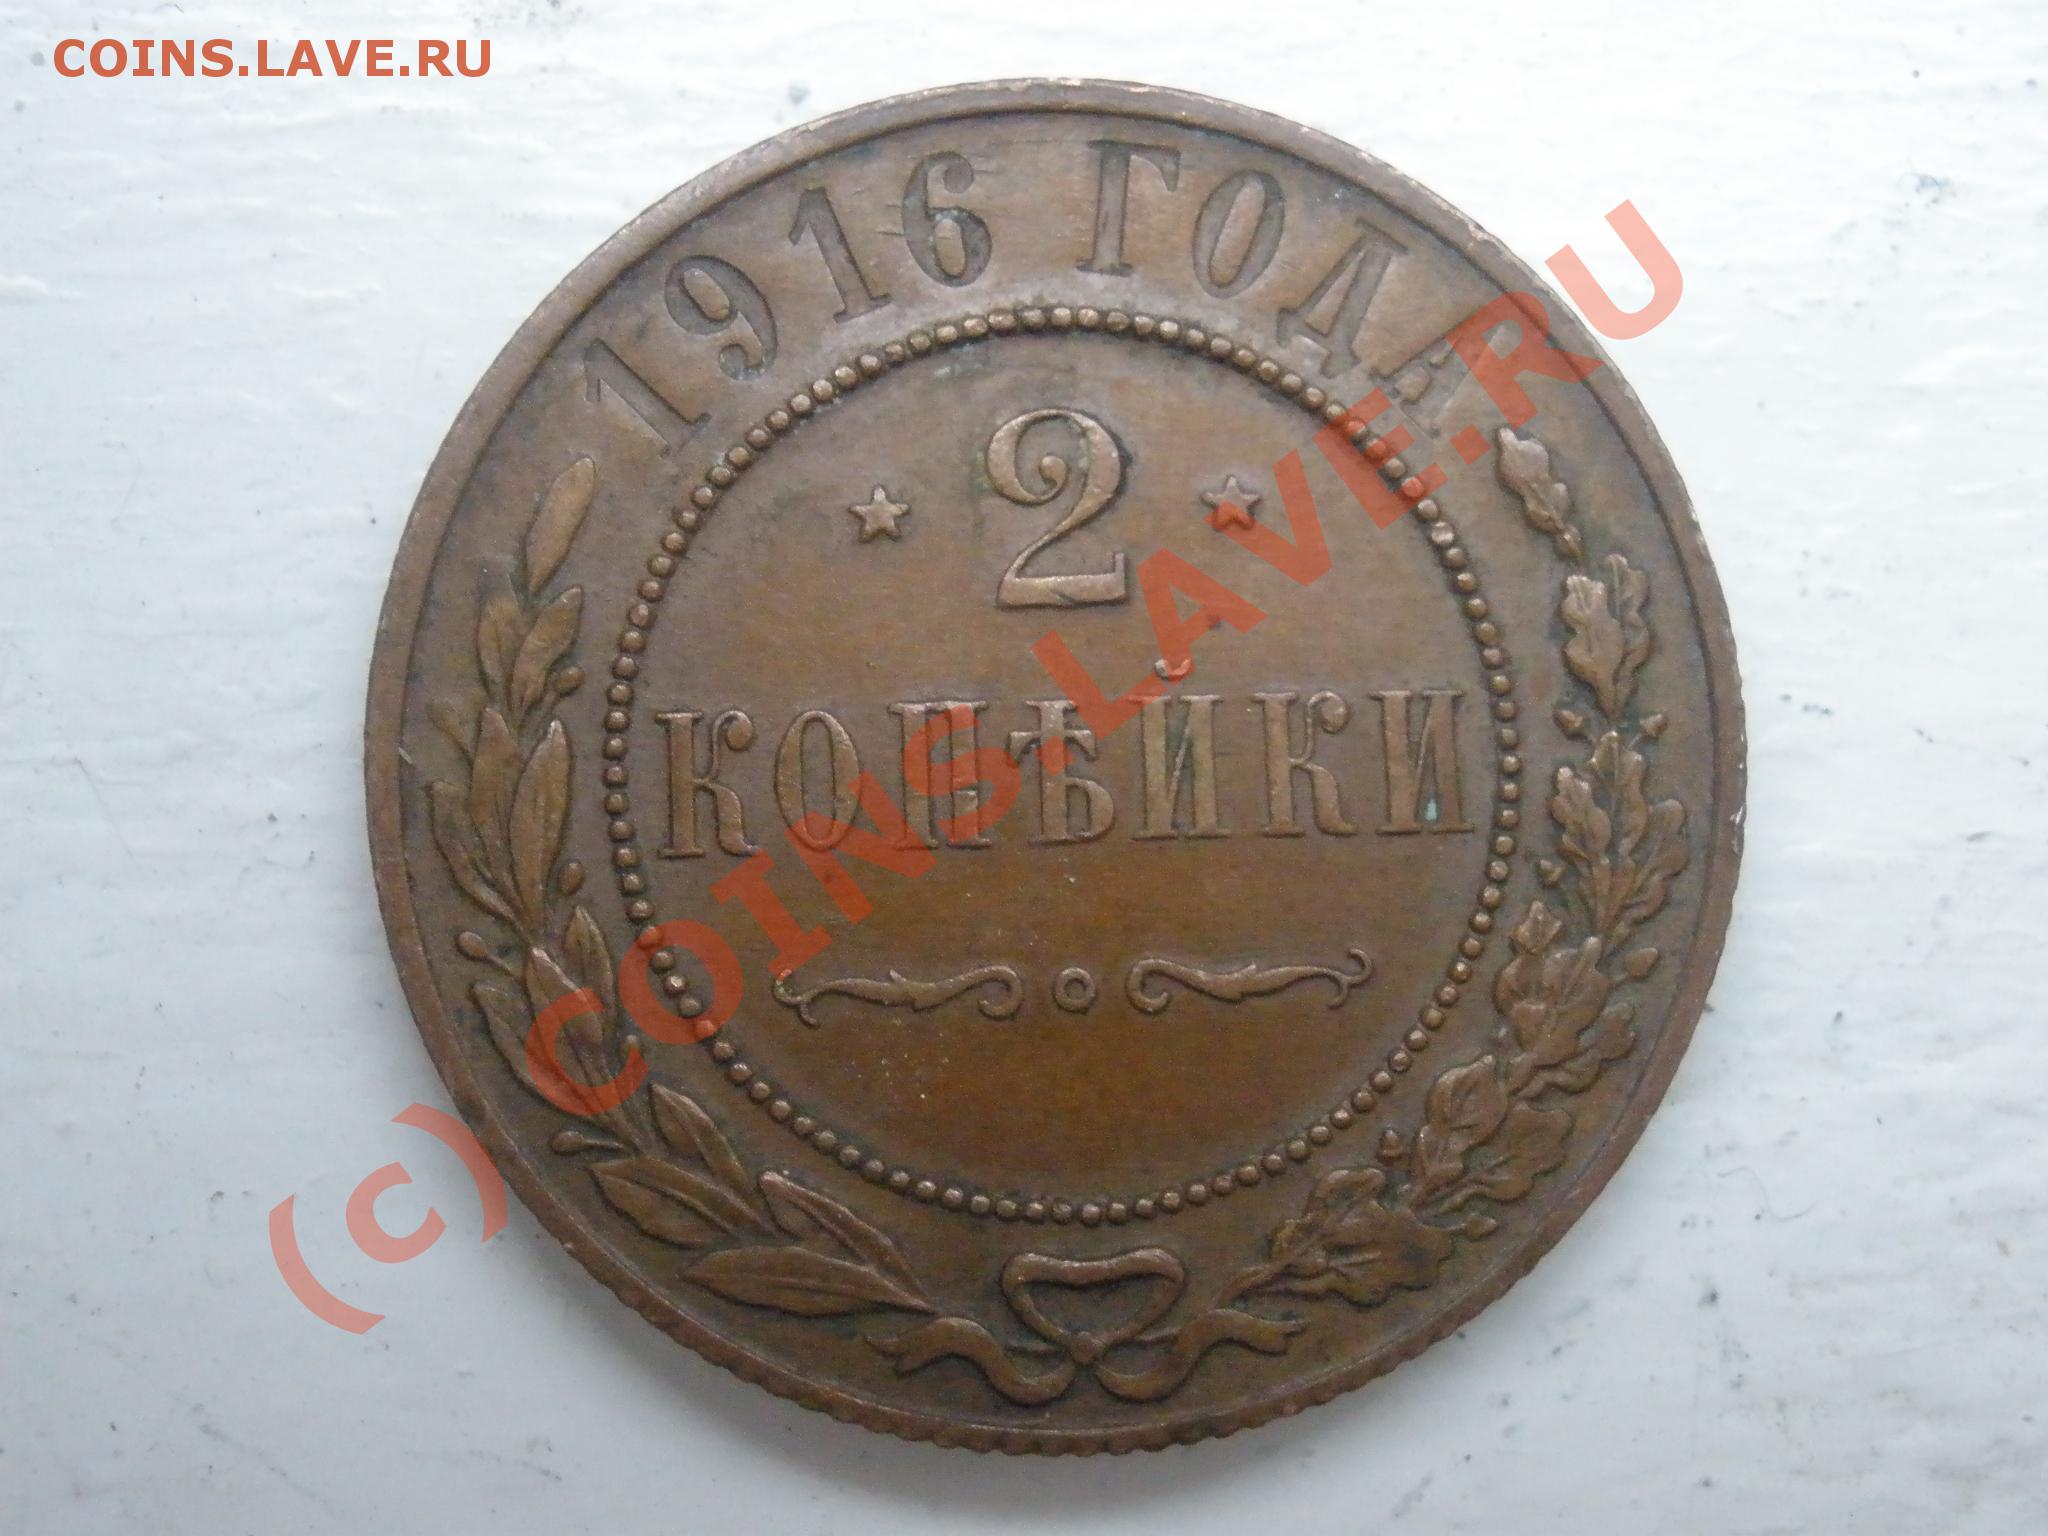 COINS.LAVE.RU
1916 ГОДА
2
КОПѢЙКИ
(c) COINS.LAVE.RU